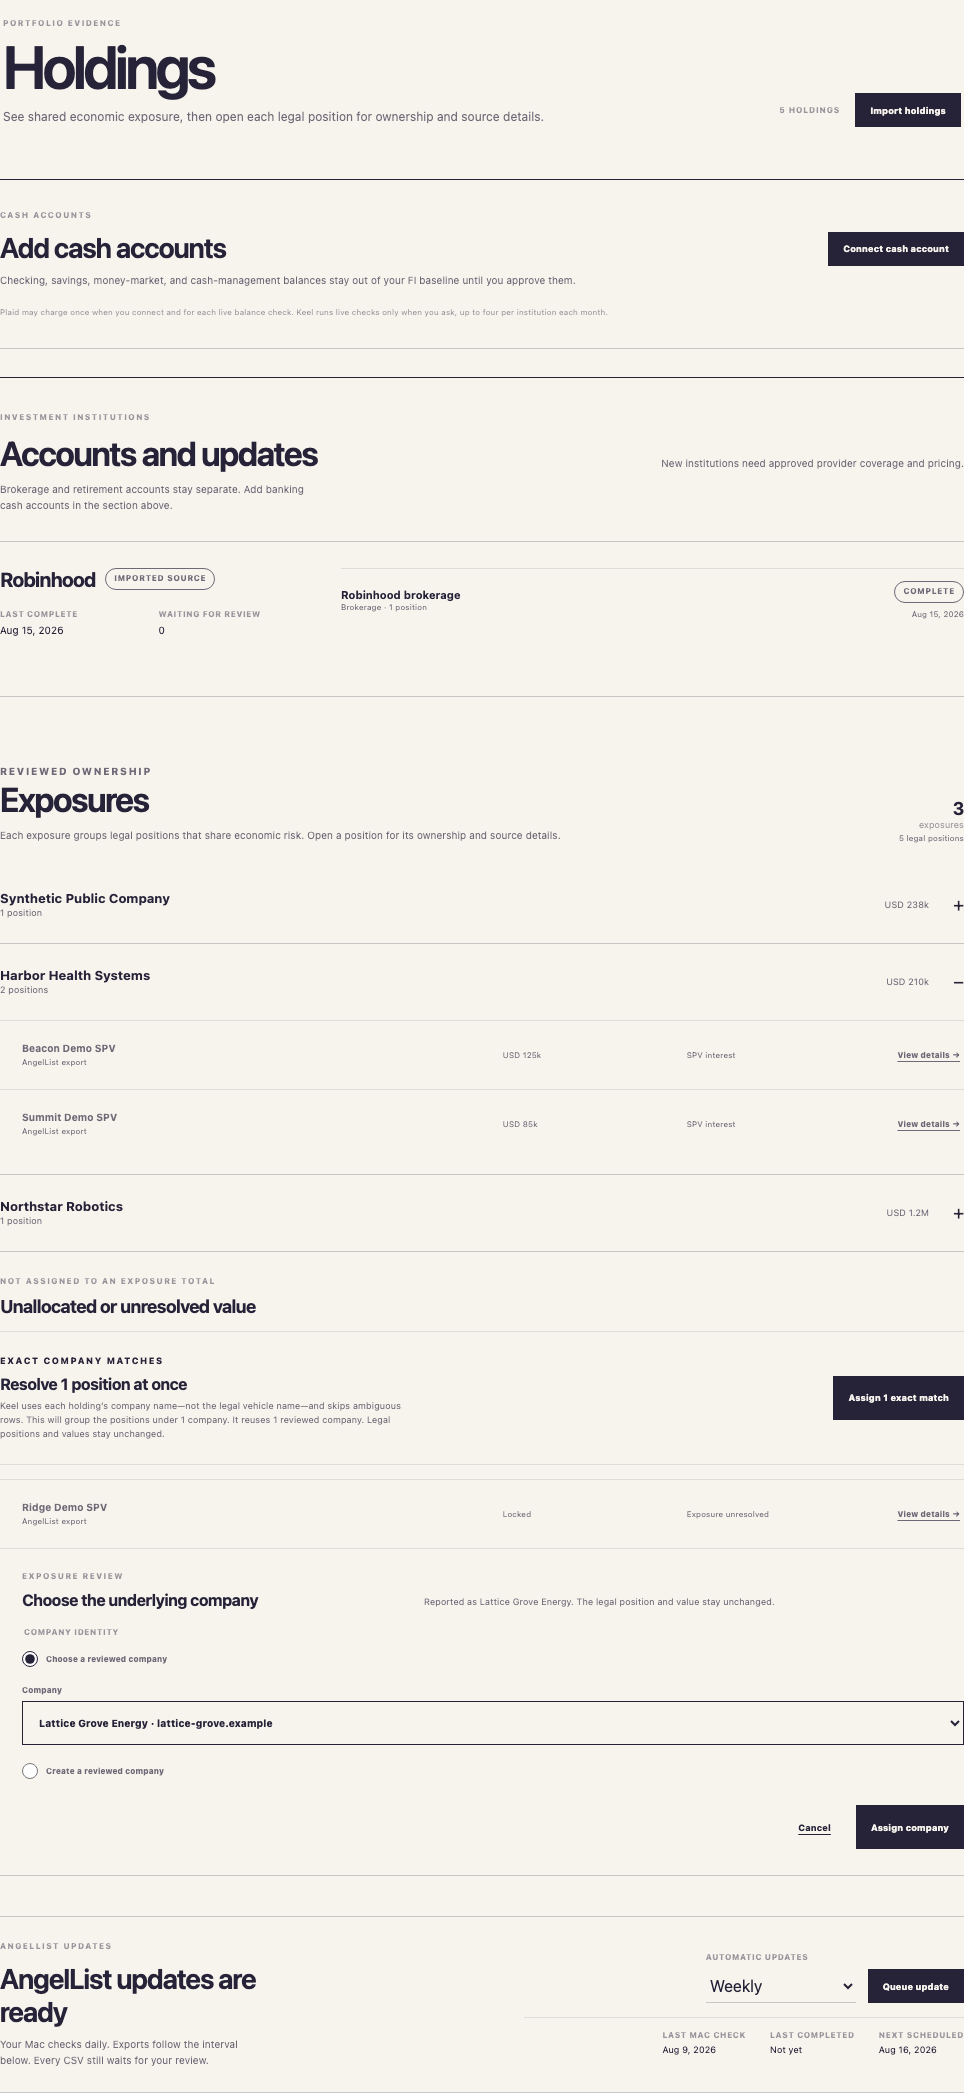 PORTFOLIO EVIDENCE
Holdings
See shared economic exposure, then open each legal position for ownership and source details.
5 HOLDINGS
Import holdings
CASH ACCOUNTS
Add cash accounts
Connect cash account
Checking, savings, money-market, and cash-management balances stay out of your FI baseline until you approve them.
Plaid may charge once when you connect and for each live balance check. Keel runs live checks only when you ask, up to four per institution each month.
INVESTMENT INSTITUTIONS
Accounts and updates
New institutions need approved provider coverage and pricing.
Brokerage and retirement accounts stay separate. Add banking
cash accounts in the section above.
Robinhood
IMPORTED SOURCE
LAST COMPLETE
Aug 15, 2026
WAITING FOR REVIEW
0
Robinhood brokerage
Brokerage · 1 position
COMPLETE
Aug 15, 2026
REVIEWED OWNERSHIP
Exposures
Each exposure groups legal positions that share economic risk. Open a position for its ownership and source details.
3
exposures
5 legal positions
Synthetic Public Company
1 position
USD 238k
+
Harbor Health Systems
2 positions
USD 210k
−
Beacon Demo SPV
AngelList export
USD 125k
SPV interest
View details →
Summit Demo SPV
AngelList export
USD 85k
SPV interest
View details →
Northstar Robotics
1 position
USD 1.2M
+
NOT ASSIGNED TO AN EXPOSURE TOTAL
Unallocated or unresolved value
EXACT COMPANY MATCHES
Resolve 1 position at once
Keel uses each holding's company name—not the legal vehicle name—and skips ambiguous
rows. This will group the positions under 1 company. It reuses 1 reviewed company. Legal
positions and values stay unchanged.
Assign 1 exact match
Ridge Demo SPV
AngelList export
Locked
Exposure unresolved
View details →
EXPOSURE REVIEW
Choose the underlying company
Reported as Lattice Grove Energy. The legal position and value stay unchanged.
COMPANY IDENTITY
Choose a reviewed company
Company
Lattice Grove Energy · lattice-grove.example
Create a reviewed company
Cancel
Assign company
ANGELLIST UPDATES
AngelList updates are
ready
Your Mac checks daily. Exports follow the interval
below. Every CSV still waits for your review.
AUTOMATIC UPDATES
Weekly
Queue update
LAST MAC CHECK
Aug 9, 2026
LAST COMPLETED
Not yet
NEXT SCHEDULED
Aug 16, 2026